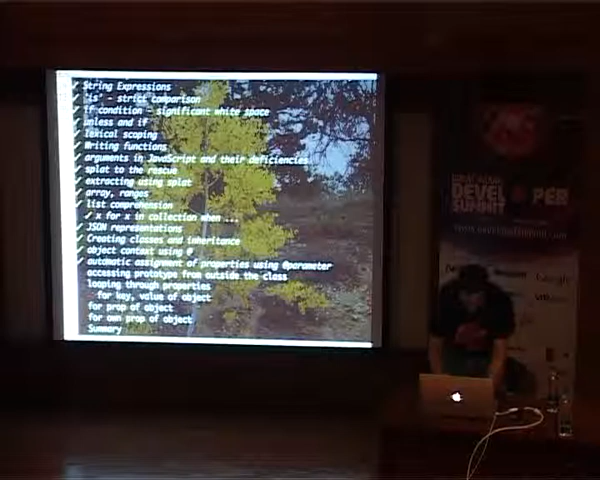 ✓ String Expressions
✓ 'is' - strict comparison
✓ if condition - significant white space
✓ unless and if
✓ lexical scoping
✓ Writing functions
✓ arguments in JavaScript and their deficiencies
✓ splat to the rescue
✓ extracting using splat
✓ array, ranges
✓ list comprehension
✓ x for x in collection when ...
✓ JSON representations
✓ Creating classes and inheritance
✓ object context using @
✓ automatic assignment of properties using @parameter
accessing prototype from outside the class
looping through properties
for key, value of object
for prop of object
for own prop of object
Summary
DEVEL PER
SUMMIT
Google